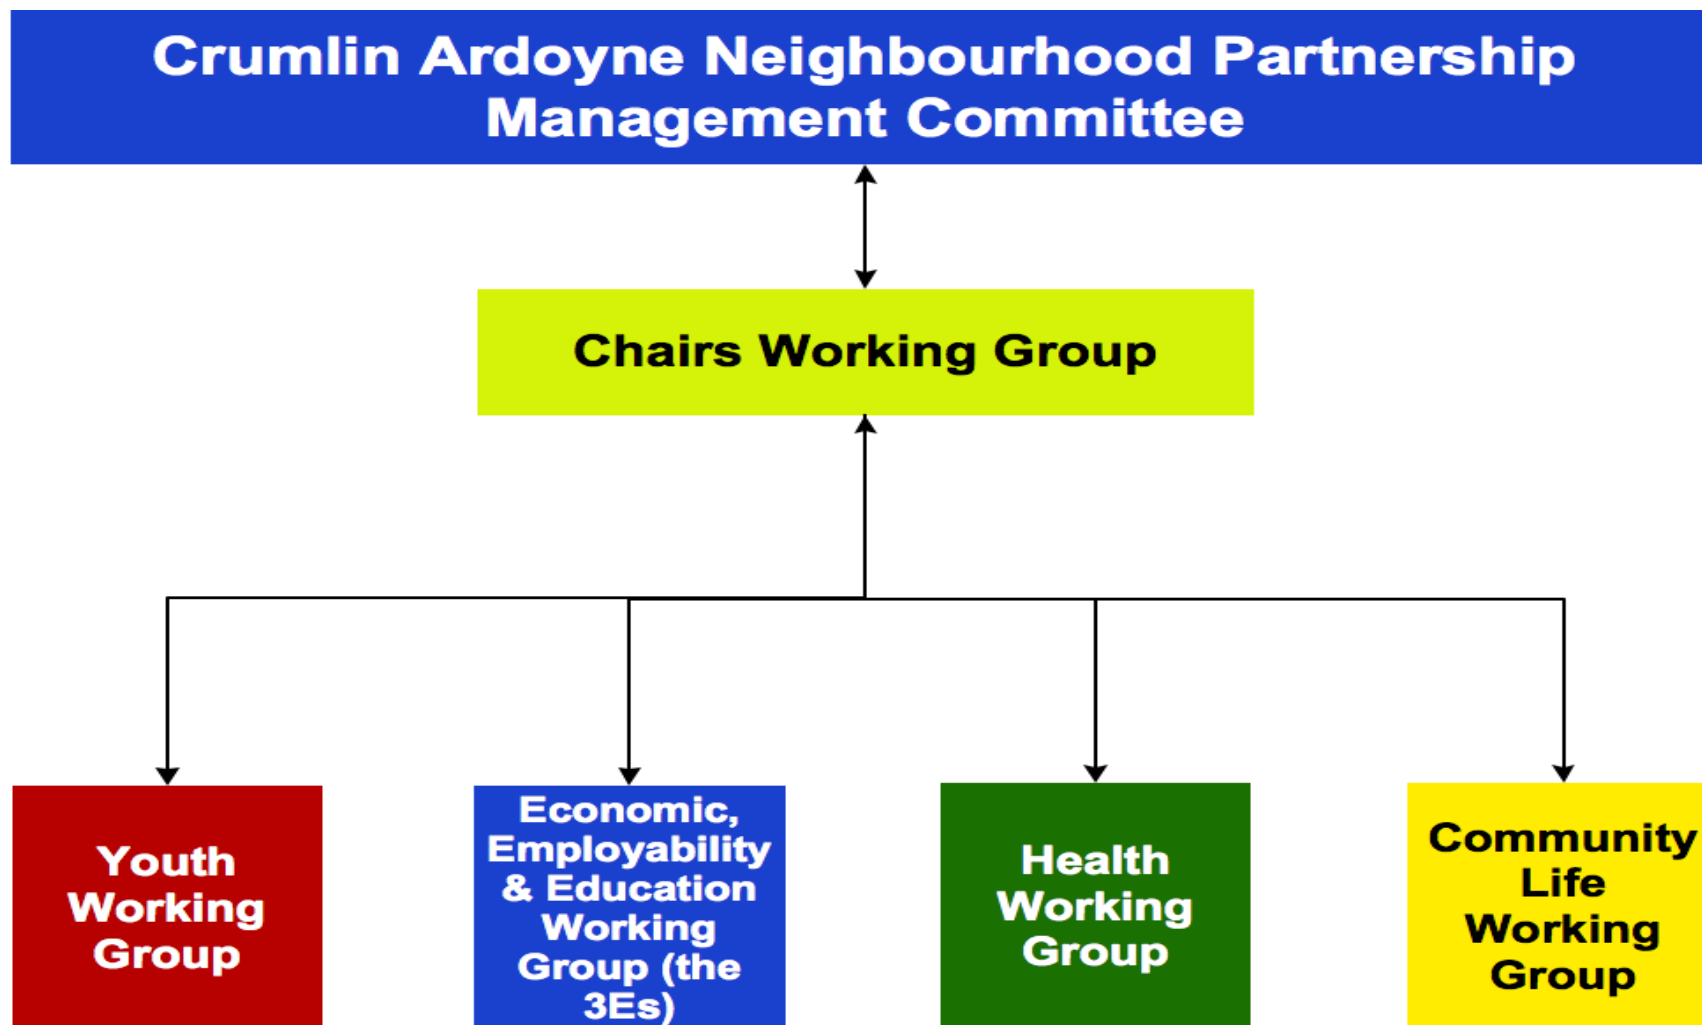 Crumlin Ardoyne Neighbourhood Partnership
Management Committee
Chairs Working Group
Youth
Working
Group
Economic,
Employability
& Education
Working
Group (the
3Es)
Health
Working
Group
Community
Life
Working
Group